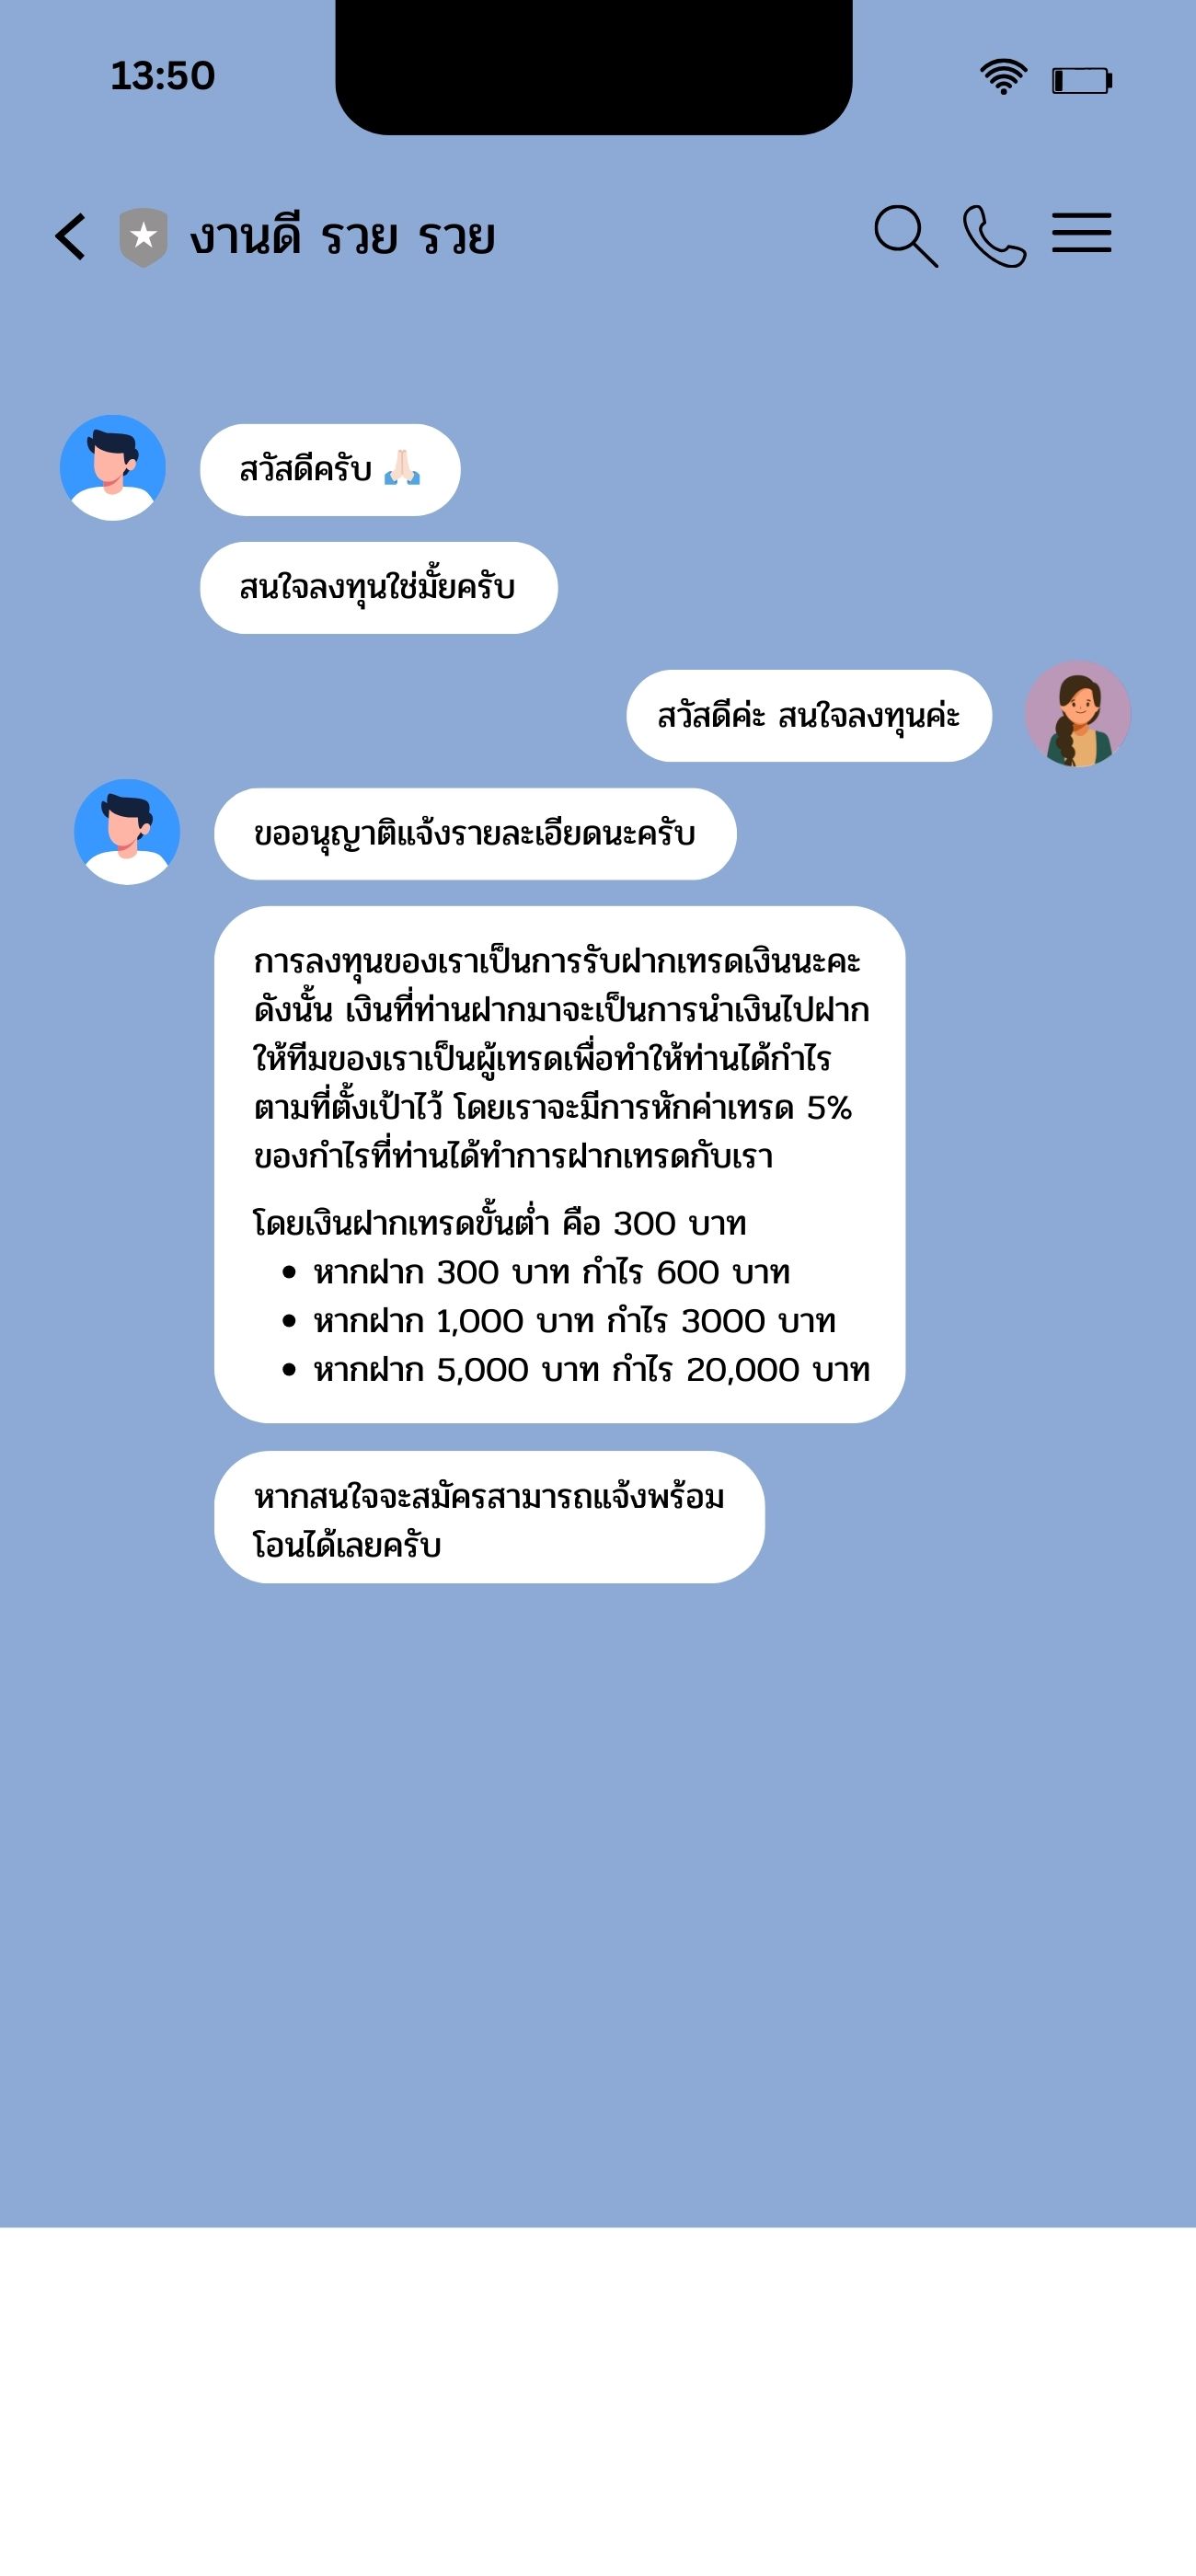 13:50
งานดี รวย รวย
สวัสดีครับ 🙏🏻
สนใจลงทุนใช่มั้ยครับ
สวัสดีค่ะ สนใจลงทุนค่ะ
ขออนุญาติแจ้งรายละเอียดนะครับ
การลงทุนของเราเป็นการรับฝากเทรดเงินนะคะ
ดังนั้น เงินที่ท่านฝากมาจะเป็นการนำเงินไปฝาก
ให้ทีมของเราเป็นผู้เทรดเพื่อทำให้ท่านได้กำไร
ตามที่ตั้งเป้าไว้ โดยเราจะมีการหักค่าเทรด 5%
ของกำไรที่ท่านได้ทำการฝากเทรดกับเรา
โดยเงินฝากเทรดขั้นต่ำ คือ 300 บาท
• หากฝาก 300 บาท กำไร 600 บาท
• หากฝาก 1,000 บาท กำไร 3000 บาท
• หากฝาก 5,000 บาท กำไร 20,000 บาท
หากสนใจจะสมัครสามารถแจ้งพร้อม
โอนได้เลยครับ